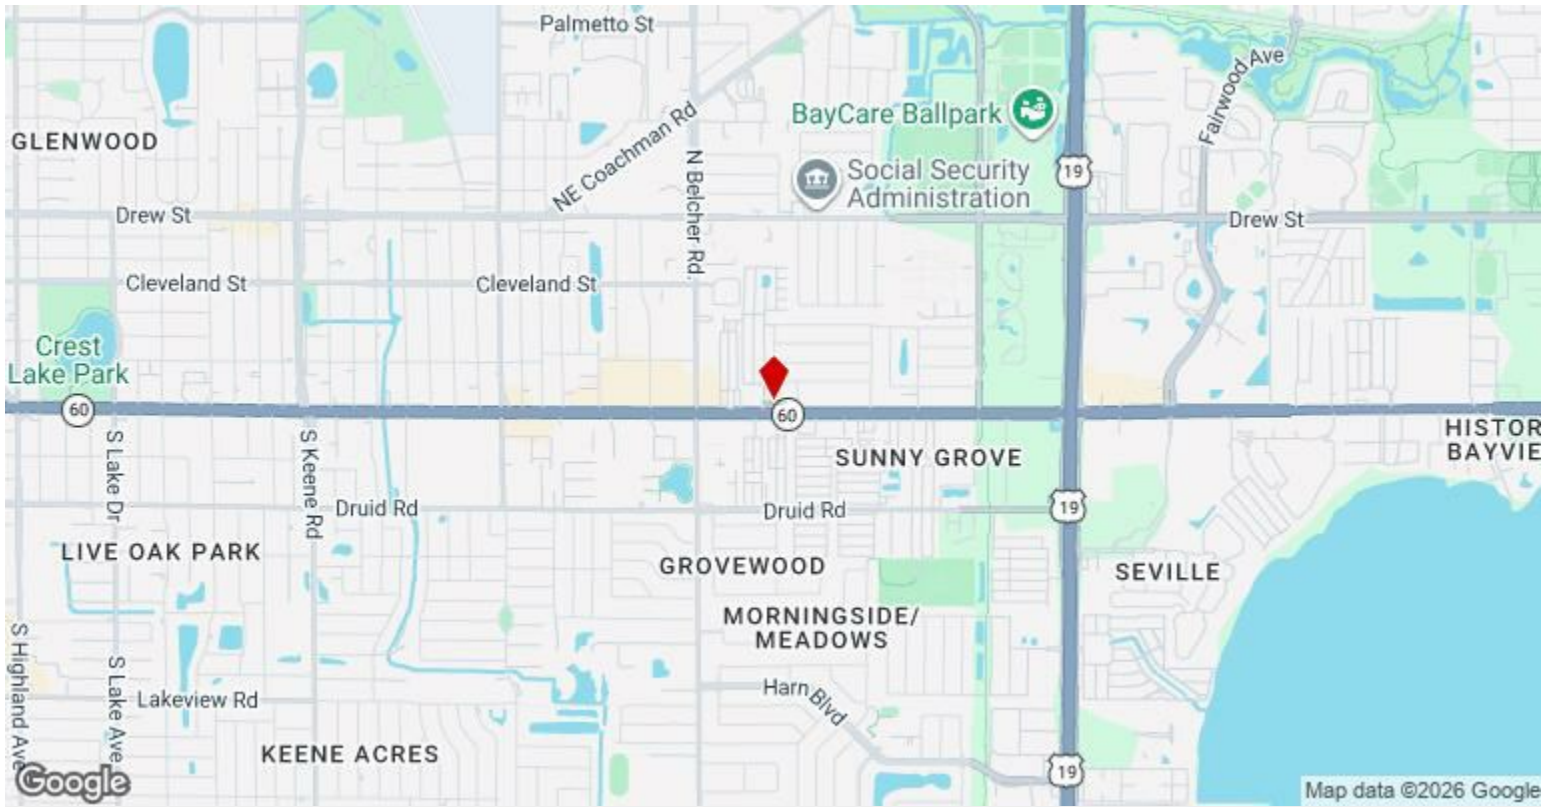 Palmetto St
BayCare Ballpark
Fairwood Ave
GLENWOOD
NE Coachman Rd
N Belcher Rd
Social Security
Administration
19
Drew St
Drew St
Cleveland St
Cleveland St
Crest
Lake Park
60
60
HISTOR
BAYVIE
S Lake Dr
S Keene Rd
SUNNY GROVE
Druid Rd
Druid Rd
19
LIVE OAK PARK
GROVEWOOD
SEVILLE
MORNINGSIDE/
MEADOWS
S Highland Ave
S Lake Ave
Lakeview Rd
Harn Blvd
KEENE ACRES
19
Google
Map data ©2026 Google